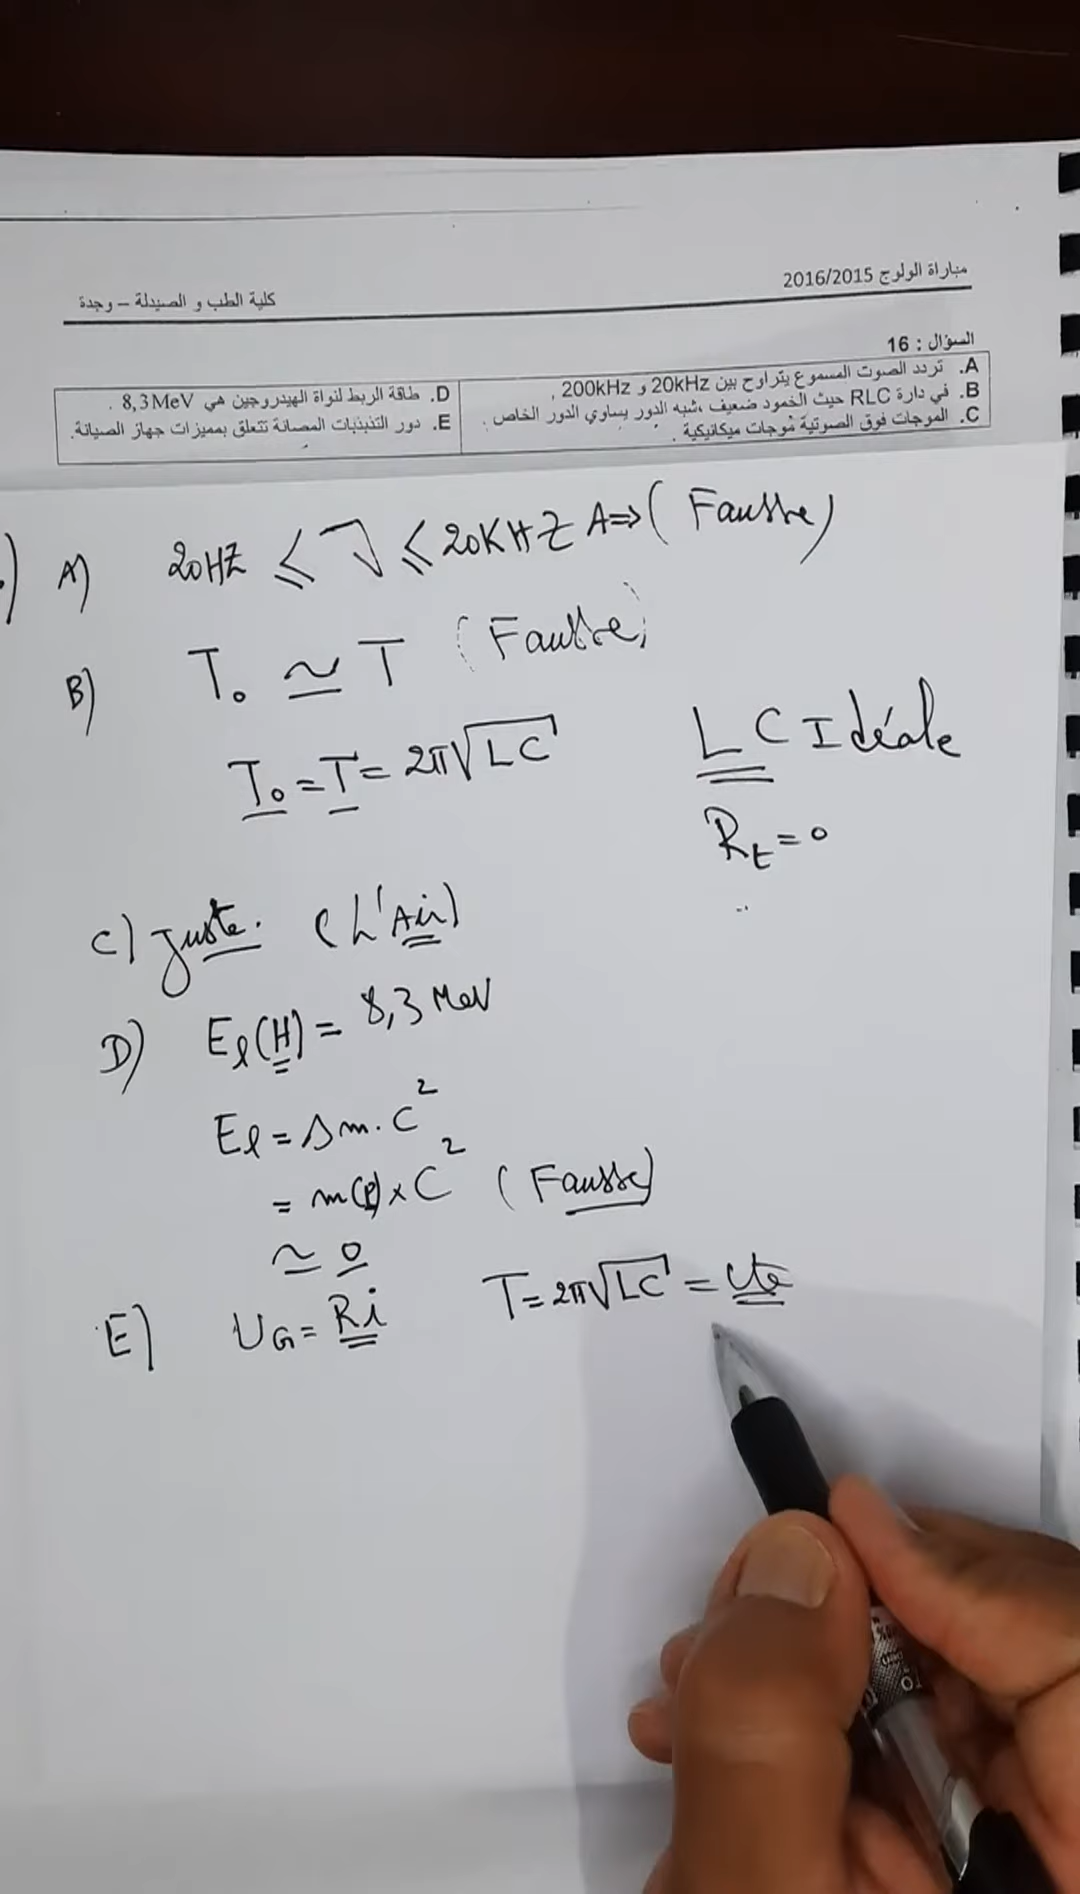 مباراة الولوج 2016/2015
كلية الطب و الصيدلة – وجدة
السؤال : 16
A. تردد الصوت المسموع يتراوح بين 20kHz و 200kHz .
B. في دارة RLC حيث الخمود ضعيف ،شبه الدور يساوي الدور الخاص .
C. الموجات فوق الصوتية موجات ميكانيكية .
D. طاقة الربط لنواة الهيدروجين هي 8,3MeV .
E. دور التذبذبات المصانة تتعلق بمميزات جهاز الصيانة.
A) 20HZ ≤ ≤ 20KHZ A⇒ (Fausse)
B) T₀ ≃ T (Fausse)
T₀ = T = 2π√LC
LC Idéale
Rt = 0
C) Juste. (L'Air)
D) El(H) = 8,3 MeV
El = Δm.C²
= m(p)×C² (Fausse)
≃ 0
E) UG = Ri T = 2π√LC = cte